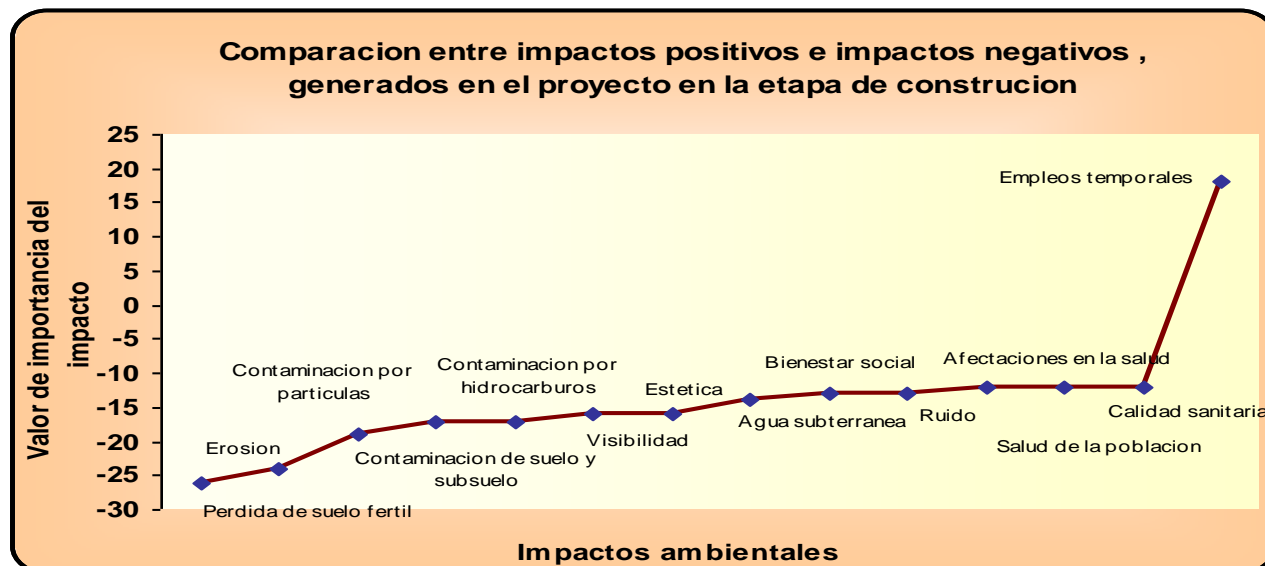 Comparacion entre impactos positivos e impactos negativos ,
generados en el proyecto en la etapa de construcion
Valor de importancia del
impacto
25
20
15
10
5
0
-5
-10
-15
-20
-25
-30
Empleos temporales
Contaminacion por
particulas
Contaminacion por
hidrocarburos
Bienestar social
Afectaciones en la salud
Estetica
Erosion
Visibilidad
Agua subterranea
Ruido
Calidad sanitaria
Contaminacion de suelo y
subsuelo
Salud de la poblacion
Perdida de suelo fertil
Impactos ambientales